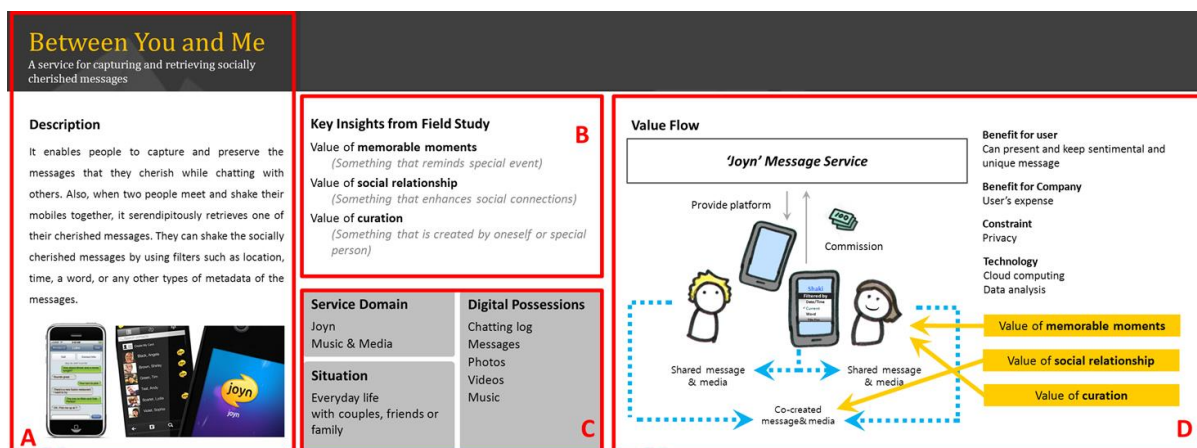 Between You and Me
A service for capturing and retrieving socially
cherished messages
Description
It enables people to capture and preserve the
messages that they cherish while chatting with
others. Also, when two people meet and shake their
mobiles together, it serendipitously retrieves one of
their cherished messages. They can shake the socially
cherished messages by using filters such as location,
time, a word, or any other types of metadata of the
messages.
joyn
A
Key Insights from Field Study
B
Value of memorable moments
(Something that reminds special event)
Value of social relationship
(Something that enhances social connections)
Value of curation
(Something that is created by oneself or special
person)
Service Domain
Joyn
Music & Media
Situation
Everyday life
with couples, friends or
family
Digital Possessions
Chatting log
Messages
Photos
Videos
Music
C
Value Flow
'Joyn' Message Service
Provide platform
Commission
Shaki
Filtered by
Date/Time
Shared message
& media
Shared message
& media
Co-created
message& media
Benefit for user
Can present and keep sentimental and
unique message
Benefit for Company
User's expense
Constraint
Privacy
Technology
Cloud computing
Data analysis
Value of memorable moments
Value of social relationship
Value of curation
D